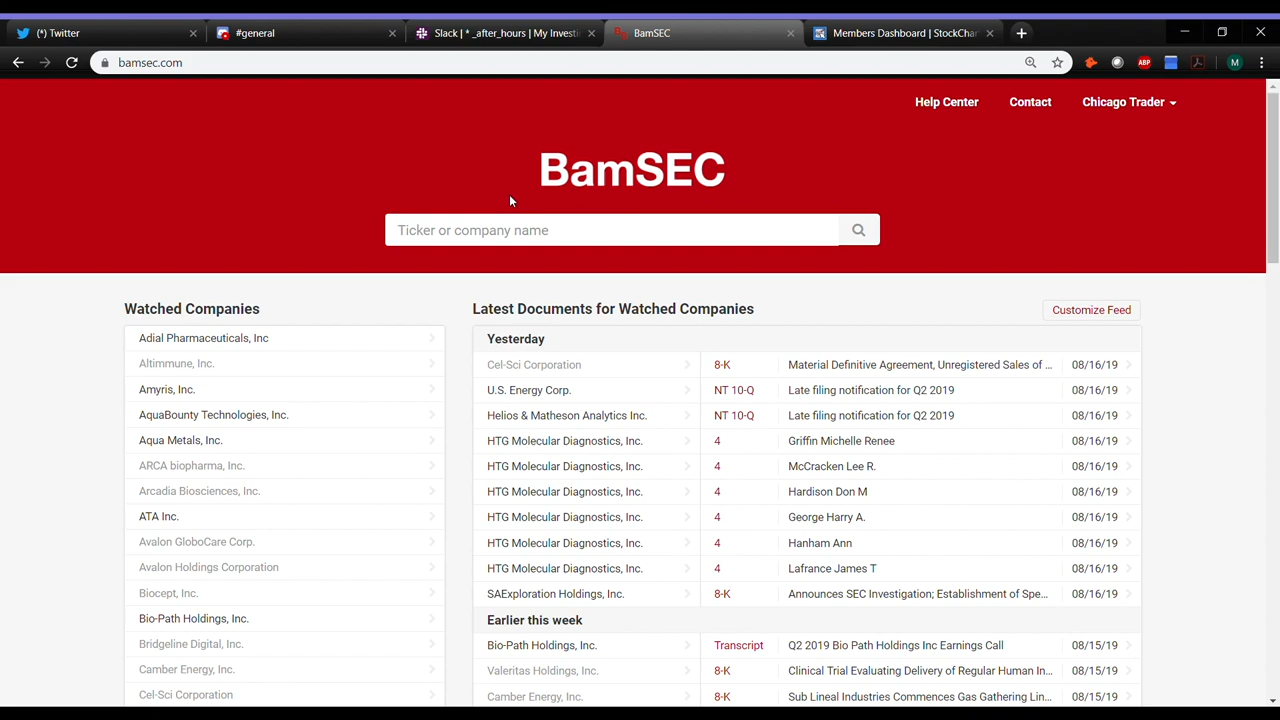 (*) Twitter
#general
Slack | * _after_hours | My Investi
BamSEC
Members Dashboard | StockChar
bamsec.com
ABP
M
Help Center
Contact
Chicago Trader
BamSEC
Ticker or company name
Watched Companies
Adial Pharmaceuticals, Inc
Altimmune, Inc.
Amyris, Inc.
AquaBounty Technologies, Inc.
Aqua Metals, Inc.
ARCA biopharma, Inc.
Arcadia Biosciences, Inc.
ATA Inc.
Avalon GloboCare Corp.
Avalon Holdings Corporation
Biocept, Inc.
Bio-Path Holdings, Inc.
Bridgeline Digital, Inc.
Camber Energy, Inc.
Cel-Sci Corporation
Latest Documents for Watched Companies
Customize Feed
Yesterday
Cel-Sci Corporation 8-K Material Definitive Agreement, Unregistered Sales of ... 08/16/19
U.S. Energy Corp. NT 10-Q Late filing notification for Q2 2019 08/16/19
Helios & Matheson Analytics Inc. NT 10-Q Late filing notification for Q2 2019 08/16/19
HTG Molecular Diagnostics, Inc. 4 Griffin Michelle Renee 08/16/19
HTG Molecular Diagnostics, Inc. 4 McCracken Lee R. 08/16/19
HTG Molecular Diagnostics, Inc. 4 Hardison Don M 08/16/19
HTG Molecular Diagnostics, Inc. 4 George Harry A. 08/16/19
HTG Molecular Diagnostics, Inc. 4 Hanham Ann 08/16/19
HTG Molecular Diagnostics, Inc. 4 Lafrance James T 08/16/19
SAExploration Holdings, Inc. 8-K Announces SEC Investigation; Establishment of Spe... 08/16/19
Earlier this week
Bio-Path Holdings, Inc. Transcript Q2 2019 Bio Path Holdings Inc Earnings Call 08/15/19
Valeritas Holdings, Inc. 8-K Clinical Trial Evaluating Delivery of Regular Human In... 08/15/19
Camber Energy, Inc. 8-K Sub Lineal Industries Commences Gas Gathering Lin... 08/15/19